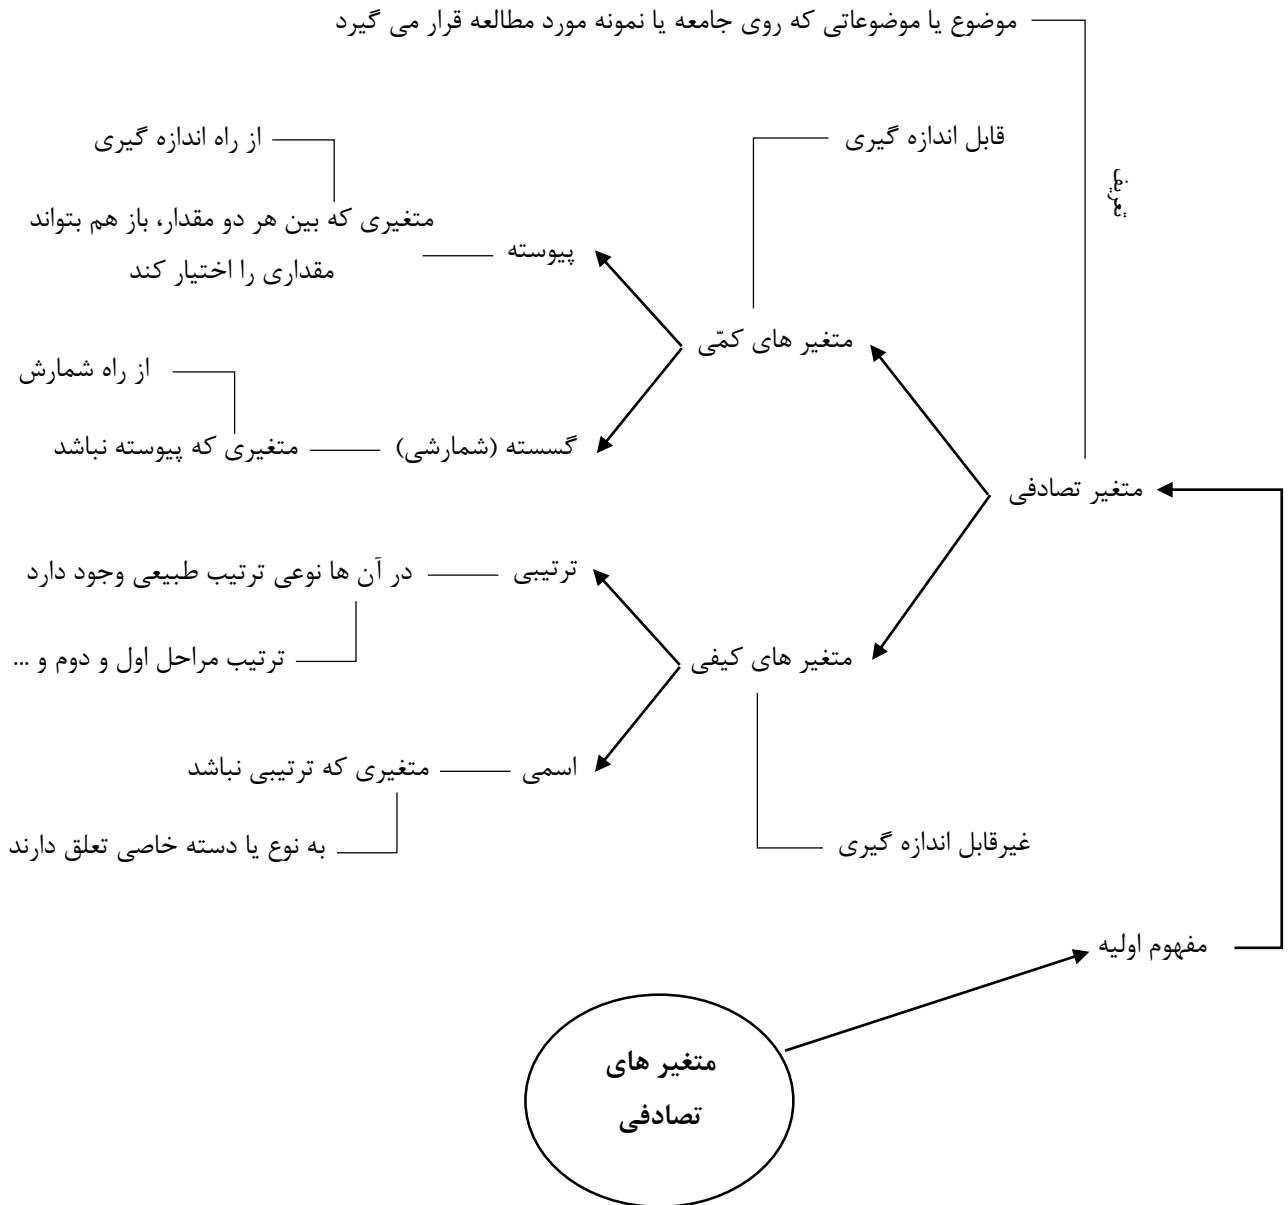 موضوع یا موضوعاتی که روی جامعه یا نمونه مورد مطالعه قرار می گیرد
تعریف
قابل اندازه گیری
از راه اندازه گیری
متغیری که بین هر دو مقدار، باز هم بتواند
مقداری را اختیار کند
پیوسته
متغیر های کمّی
از راه شمارش
گسسته (شمارشی)
متغیری که پیوسته نباشد
متغیر تصادفی
ترتیبی
در آن ها نوعی ترتیب طبیعی وجود دارد
ترتیب مراحل اول و دوم و ...
متغیر های کیفی
اسمی
متغیری که ترتیبی نباشد
غیرقابل اندازه گیری
به نوع یا دسته خاصی تعلق دارند
مفهوم اولیه
متغیر های
تصادفی